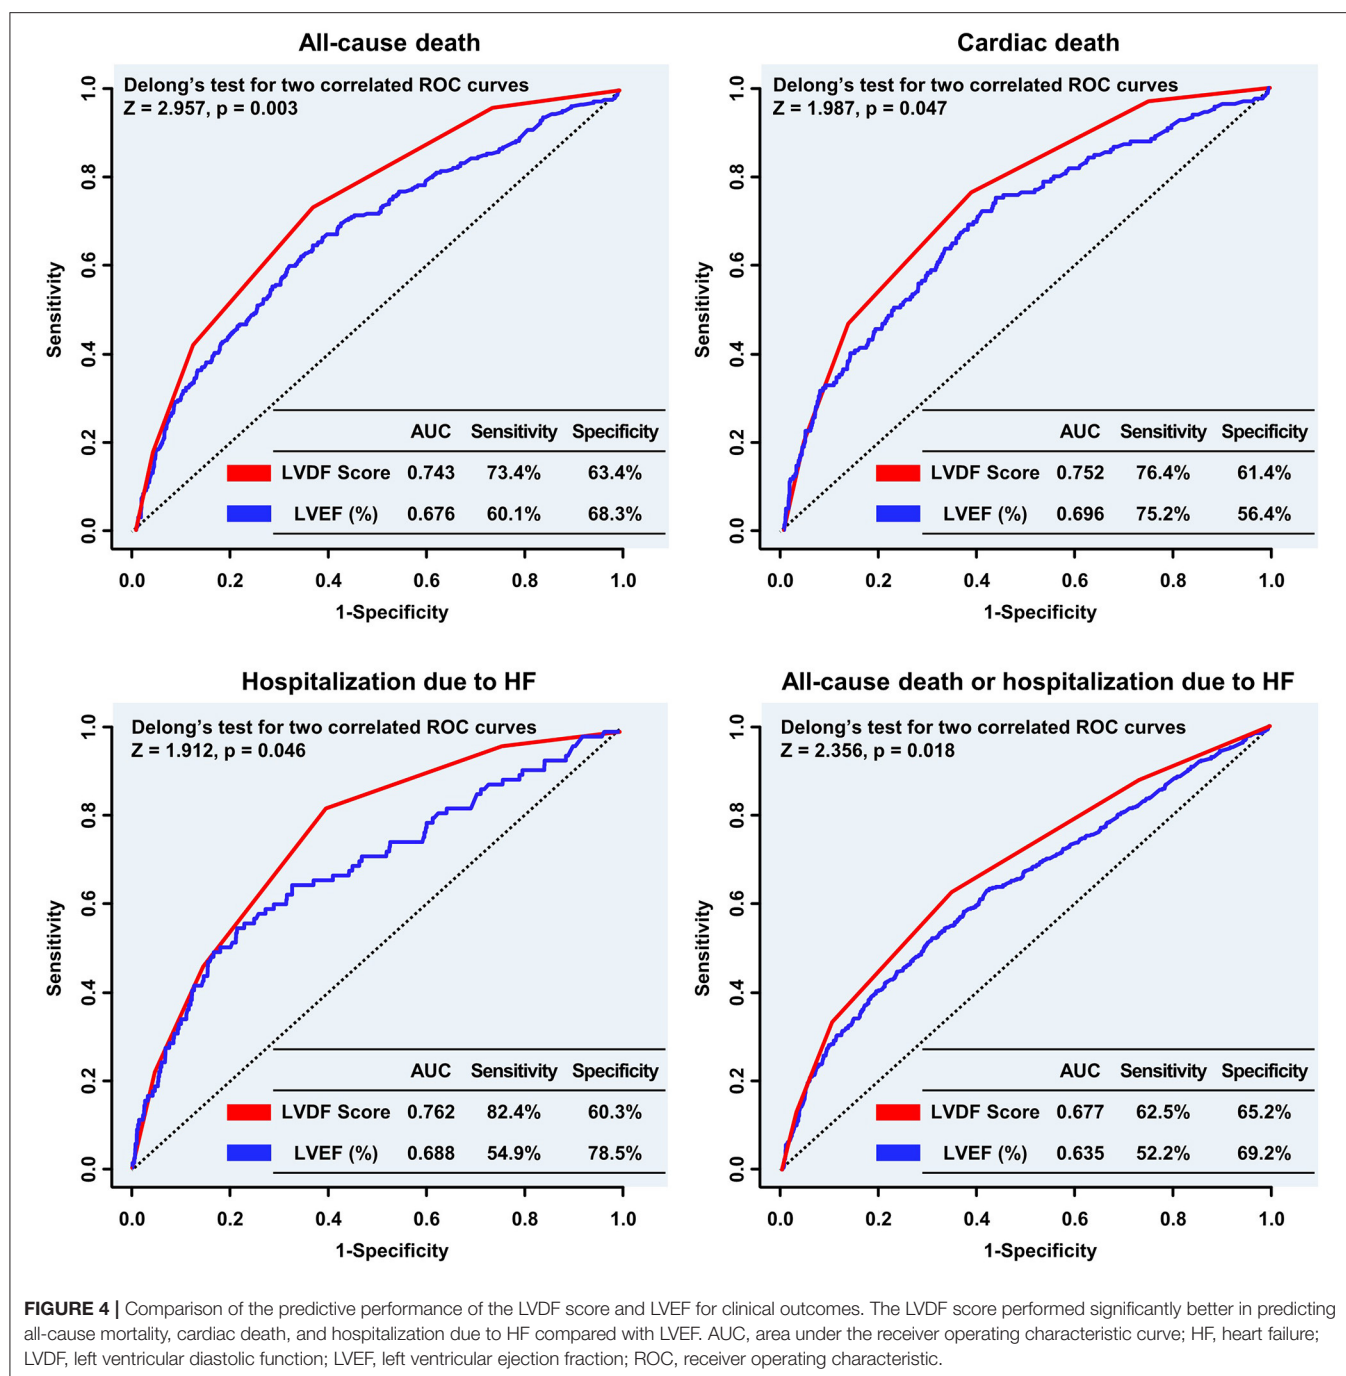 All-cause death
Delong's test for two correlated ROC curves
Z = 2.957, p = 0.003
1.0
0.8
0.6
0.4
0.2
0.0
Sensitivity
AUC Sensitivity Specificity
LVDF Score 0.743 73.4% 63.4%
LVEF (%) 0.676 60.1% 68.3%
0.0 0.2 0.4 0.6 0.8 1.0
1-Specificity
Cardiac death
Delong's test for two correlated ROC curves
Z = 1.987, p = 0.047
1.0
0.8
0.6
0.4
0.2
0.0
Sensitivity
AUC Sensitivity Specificity
LVDF Score 0.752 76.4% 61.4%
LVEF (%) 0.696 75.2% 56.4%
0.0 0.2 0.4 0.6 0.8 1.0
1-Specificity
Hospitalization due to HF
Delong's test for two correlated ROC curves
Z = 1.912, p = 0.046
1.0
0.8
0.6
0.4
0.2
0.0
Sensitivity
AUC Sensitivity Specificity
LVDF Score 0.762 82.4% 60.3%
LVEF (%) 0.688 54.9% 78.5%
0.0 0.2 0.4 0.6 0.8 1.0
1-Specificity
All-cause death or hospitalization due to HF
Delong's test for two correlated ROC curves
Z = 2.356, p = 0.018
1.0
0.8
0.6
0.4
0.2
0.0
Sensitivity
AUC Sensitivity Specificity
LVDF Score 0.677 62.5% 65.2%
LVEF (%) 0.635 52.2% 69.2%
0.0 0.2 0.4 0.6 0.8 1.0
1-Specificity
FIGURE 4 | Comparison of the predictive performance of the LVDF score and LVEF for clinical outcomes. The LVDF score performed significantly better in predicting
all-cause mortality, cardiac death, and hospitalization due to HF compared with LVEF. AUC, area under the receiver operating characteristic curve; HF, heart failure;
LVDF, left ventricular diastolic function; LVEF, left ventricular ejection fraction; ROC, receiver operating characteristic.